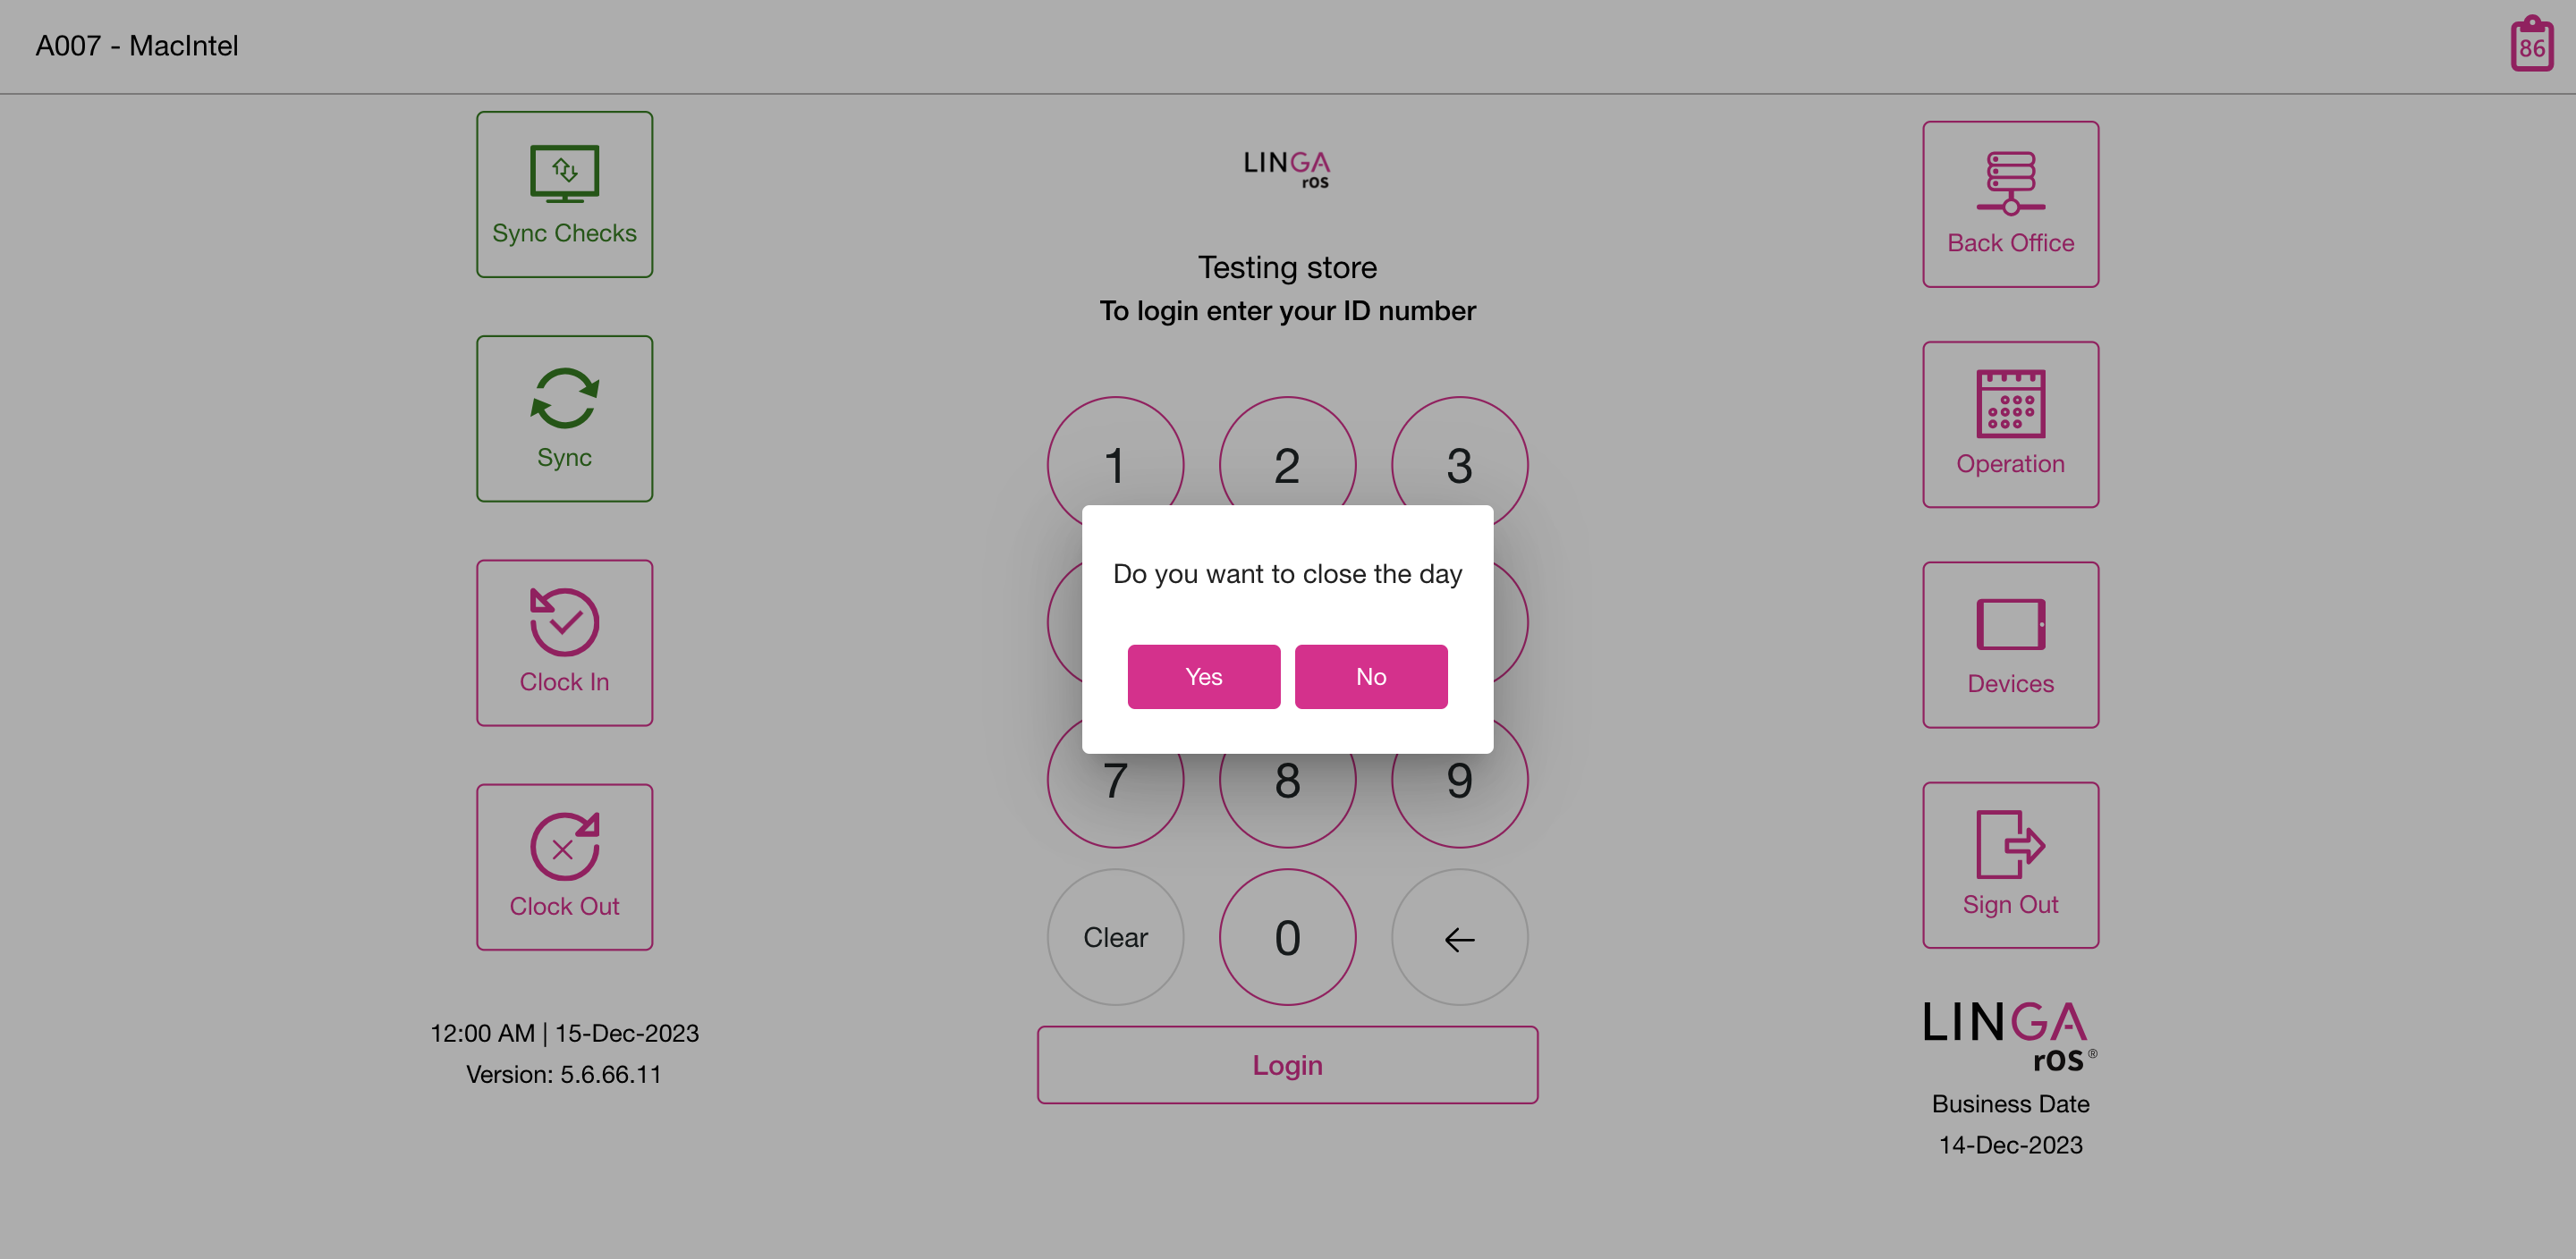 A007 - MacIntel
86
Sync Checks
Sync
Clock In
Clock Out
12:00 AM | 15-Dec-2023
Version: 5.6.66.11
LINGA
rOS
Testing store
To login enter your ID number
1 2 3
Do you want to close the day
Yes No
7 8 9
Clear 0
Login
Back Office
Operation
Devices
Sign Out
LINGA
rOS®
Business Date
14-Dec-2023